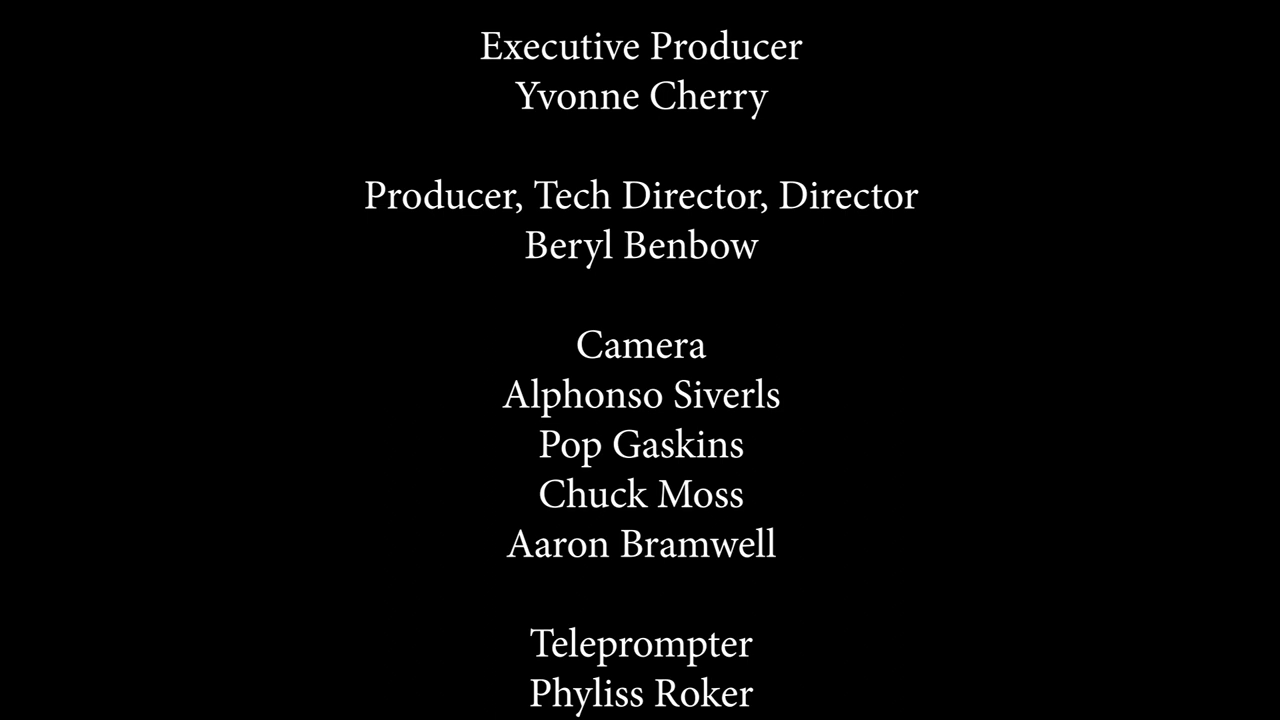 Executive Producer
Yvonne Cherry
Producer, Tech Director, Director
Beryl Benbow
Camera
Alphonso Siverls
Pop Gaskins
Chuck Moss
Aaron Bramwell
Teleprompter
Phyliss Roker